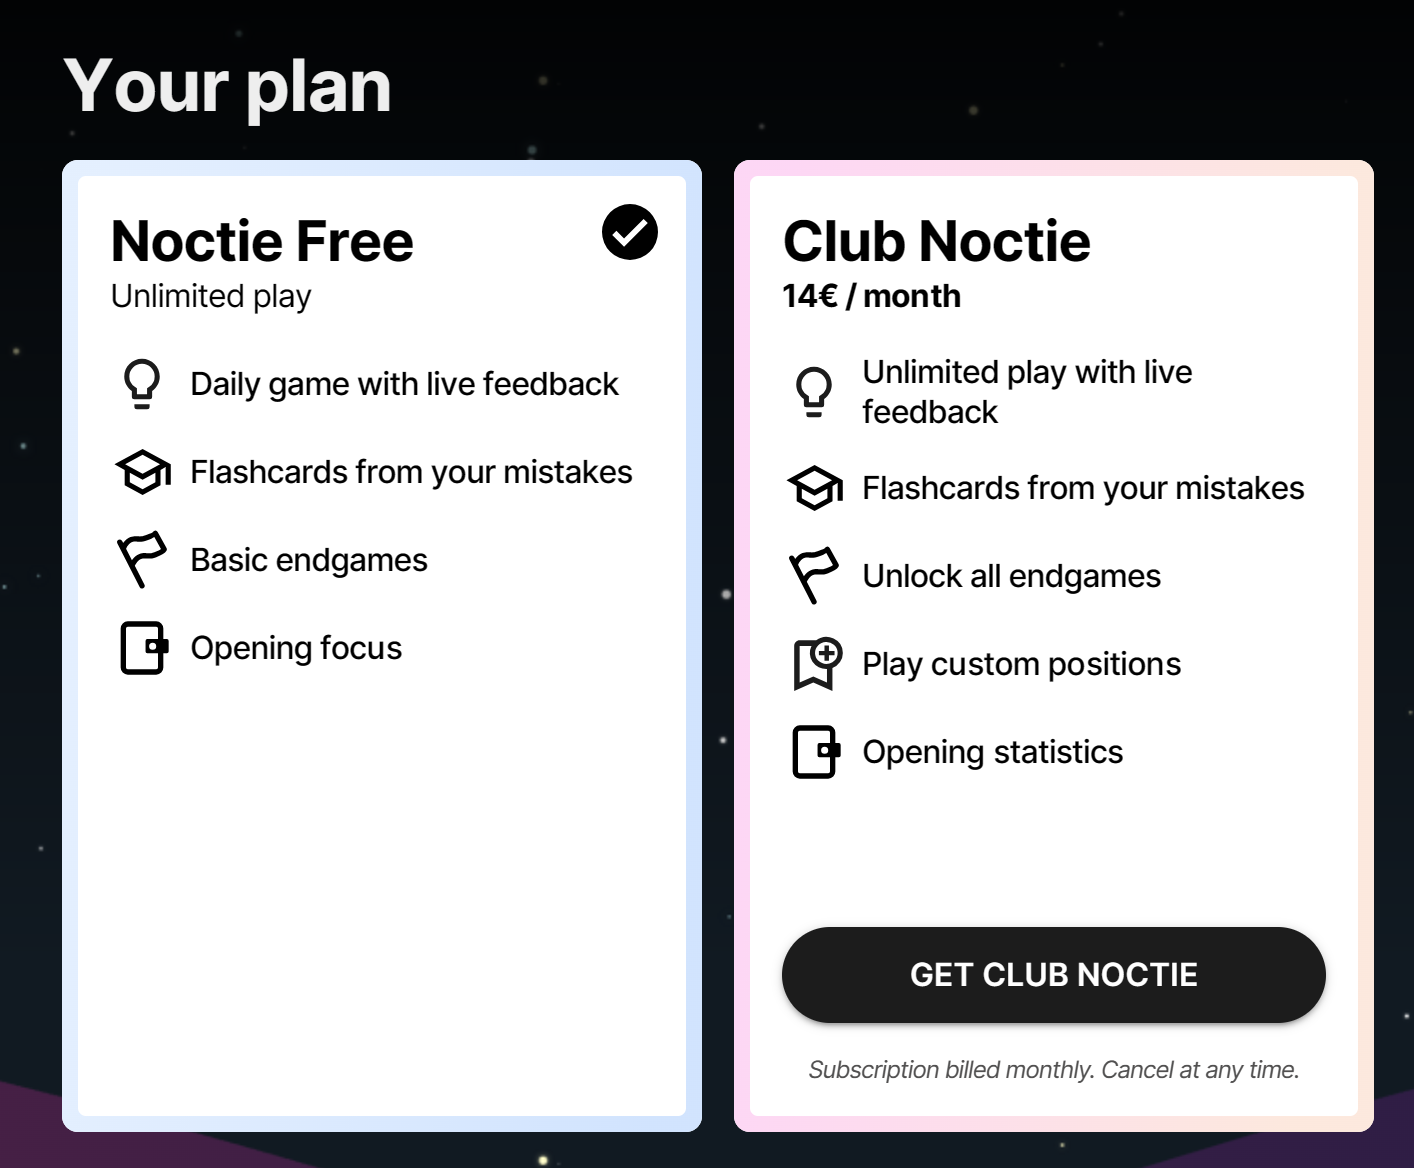 Your plan
Noctie Free
Unlimited play
Daily game with live feedback
Flashcards from your mistakes
Basic endgames
Opening focus
Club Noctie
14€ / month
Unlimited play with live
feedback
Flashcards from your mistakes
Unlock all endgames
Play custom positions
Opening statistics
GET CLUB NOCTIE
Subscription billed monthly. Cancel at any time.